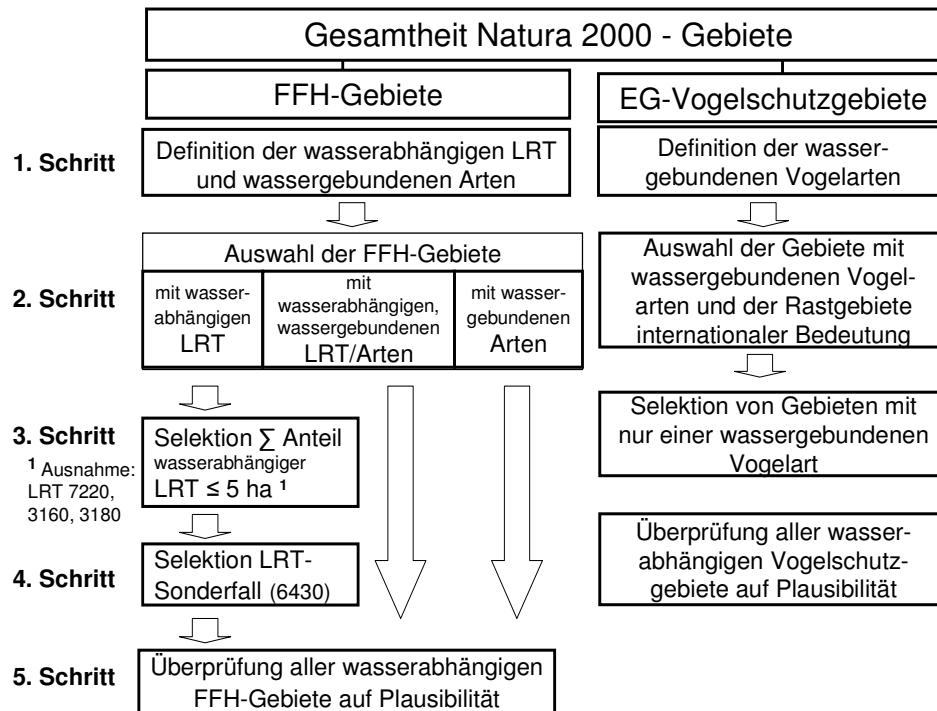 Gesamtheit Natura 2000 - Gebiete
FFH-Gebiete
EG-Vogelschutzgebiete
1. Schritt
Definition der wasserabhängigen LRT
und wassergebundenen Arten
Definition der wasser-
gebundenen Vogelarten
2. Schritt
Auswahl der FFH-Gebiete
mit wasser-
abhängigen
LRT
mit
wasserabhängigen,
wassergebundenen
LRT/Arten
mit wasser-
gebundenen
Arten
Auswahl der Gebiete mit
wassergebundenen Vogel-
arten und der Rastgebiete
internationaler Bedeutung
3. Schritt
¹ Ausnahme:
LRT 7220,
3160, 3180
Selektion ∑ Anteil
wasserabhängiger
LRT ≤ 5 ha ¹
Selektion von Gebieten mit
nur einer wassergebundenen
Vogelart
4. Schritt
Selektion LRT-
Sonderfall (6430)
Überprüfung aller wasser-
abhängigen Vogelschutz-
gebiete auf Plausibilität
5. Schritt
Überprüfung aller wasserabhängigen
FFH-Gebiete auf Plausibilität